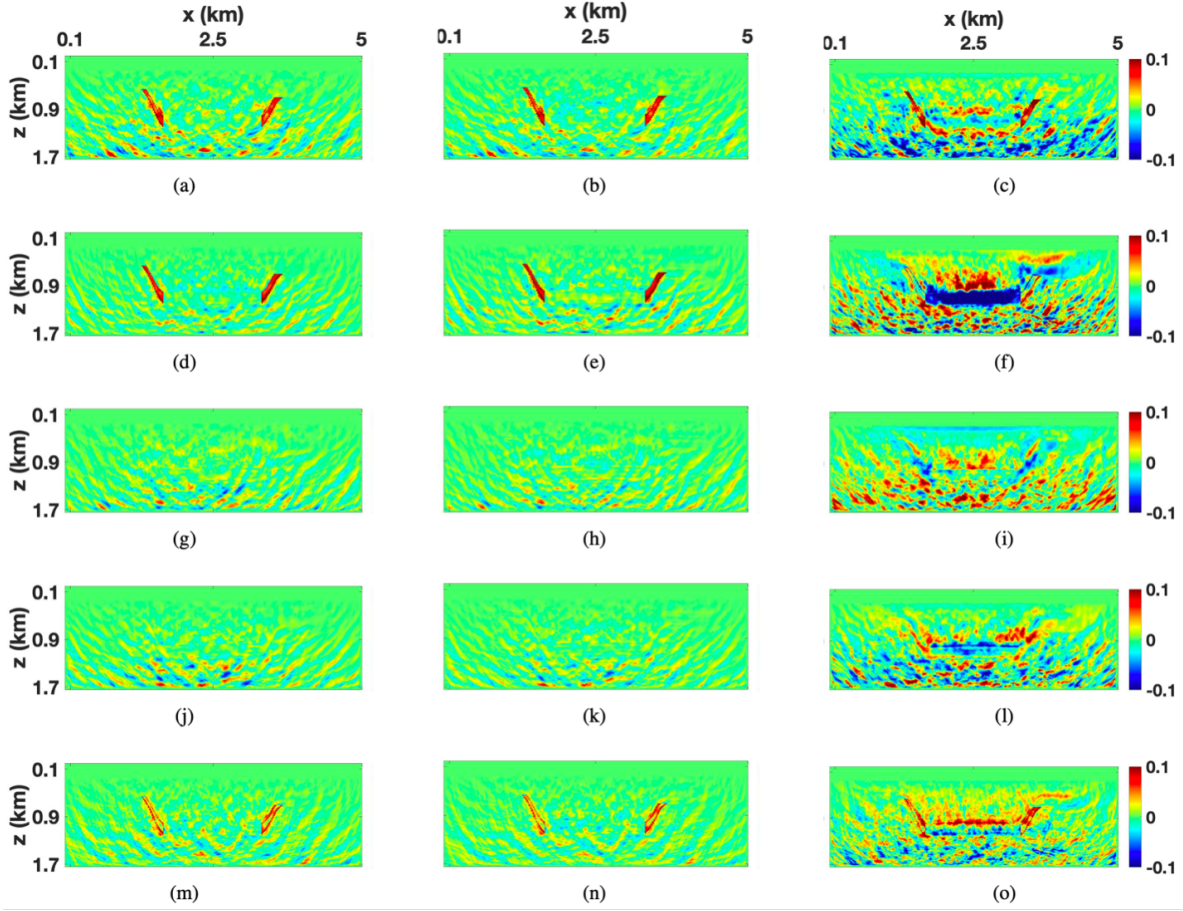 x (km) x (km) x (km)
0.1 2.5 5 0.1 2.5 5 0.1 2.5 5
z (km) 0.1 0.9 1.7 0.1 0 -0.1
(a) (b) (c)
z (km) 0.1 0.9 1.7 0.1 0 -0.1
(d) (e) (f)
z (km) 0.1 0.9 1.7 0.1 0 -0.1
(g) (h) (i)
z (km) 0.1 0.9 1.7 0.1 0 -0.1
(j) (k) (l)
z (km) 0.1 0.9 1.7 0.1 0 -0.1
(m) (n) (o)